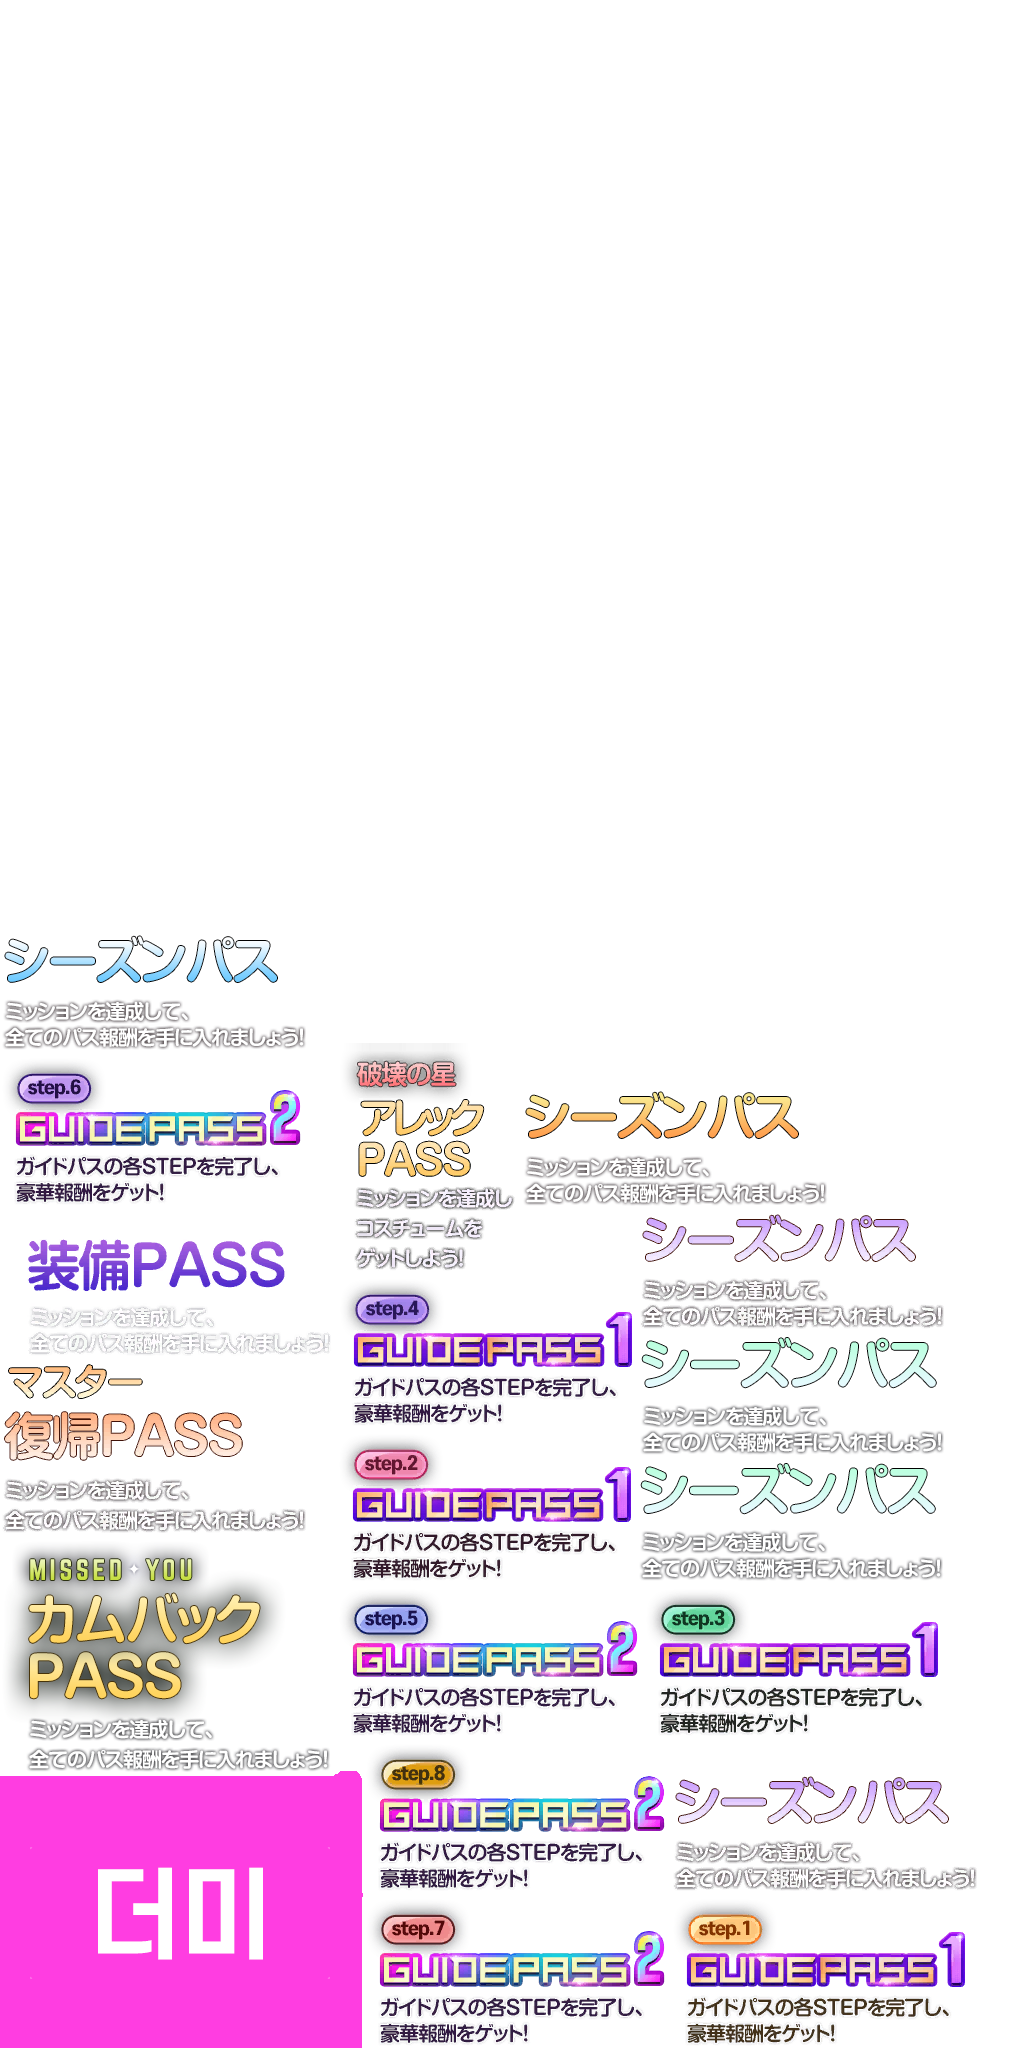 シーズンパス
ミッションを達成して、
全てのパス報酬を手に入れましょう!
step.6
GUIDEPASS2
ガイドパスの各STEPを完了し、
豪華報酬をゲット!
装備PASS
ミッションを達成して、
全てのパス報酬を手に入れましょう!
マスター
復帰PASS
ミッションを達成して、
全てのパス報酬を手に入れましょう!
MISSED YOU
カムバック
PASS
ミッションを達成して、
全てのパス報酬を手に入れましょう!
더미
破壊の星
アレック
PASS
ミッションを達成し
コスチュームを
ゲットしよう!
シーズンパス
ミッションを達成して、
全てのパス報酬を手に入れましょう!
シーズンパス
ミッションを達成して、
全てのパス報酬を手に入れましょう!
step.4
GUIDEPASS1
ガイドパスの各STEPを完了し、
豪華報酬をゲット!
シーズンパス
ミッションを達成して、
全てのパス報酬を手に入れましょう!
step.2
GUIDEPASS1
ガイドパスの各STEPを完了し、
豪華報酬をゲット!
シーズンパス
ミッションを達成して、
全てのパス報酬を手に入れましょう!
step.5
GUIDEPASS2
ガイドパスの各STEPを完了し、
豪華報酬をゲット!
step.3
GUIDEPASS1
ガイドパスの各STEPを完了し、
豪華報酬をゲット!
step.8
GUIDEPASS2
ガイドパスの各STEPを完了し、
豪華報酬をゲット!
シーズンパス
ミッションを達成して、
全てのパス報酬を手に入れましょう!
step.7
GUIDEPASS2
ガイドパスの各STEPを完了し、
豪華報酬をゲット!
step.1
GUIDEPASS1
ガイドパスの各STEPを完了し、
豪華報酬をゲット!